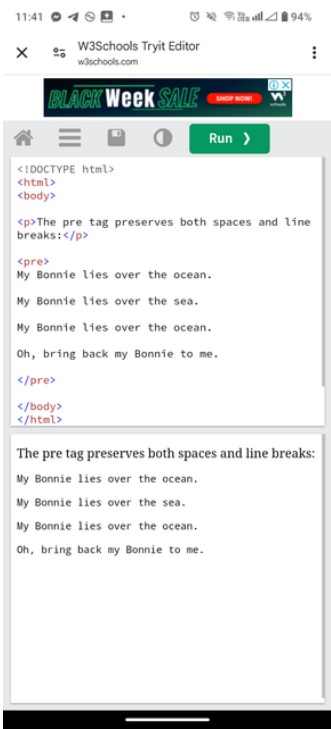 11:41
94%
W3Schools Tryit Editor
w3schools.com
BLACK Week SALE
SHOP NOW!
Run ❯
<!DOCTYPE html>
<html>
<body>
<p>The pre tag preserves both spaces and line
breaks:</p>
<pre>
My Bonnie lies over the ocean.
My Bonnie lies over the sea.
My Bonnie lies over the ocean.
Oh, bring back my Bonnie to me.
</pre>
</body>
</html>
The pre tag preserves both spaces and line breaks:
My Bonnie lies over the ocean.
My Bonnie lies over the sea.
My Bonnie lies over the ocean.
Oh, bring back my Bonnie to me.